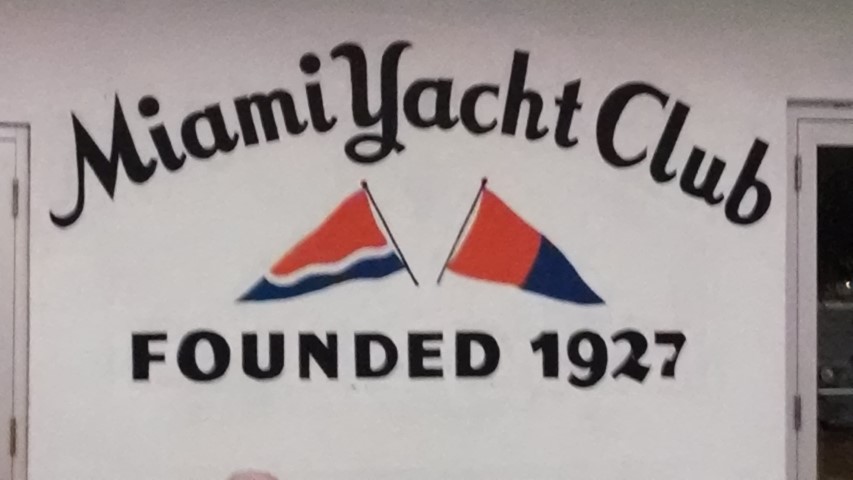 Miami Yacht Club
FOUNDED 1927